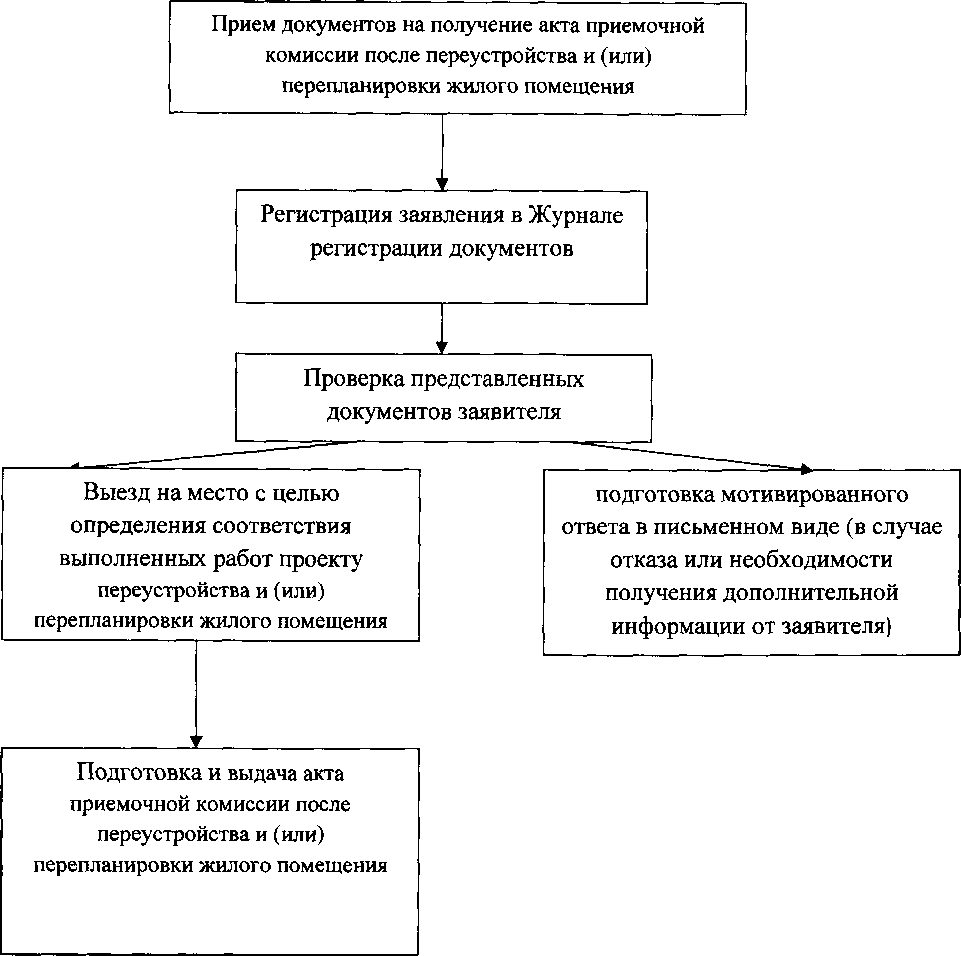 Прием документов на получение акта приемочной
комиссии после переустройства и (или)
перепланировки жилого помещения
Регистрация заявления в Журнале
регистрации документов
Проверка представленных
документов заявителя
Выезд на место с целью
определения соответствия
выполненных работ проекту
переустройства и (или)
перепланировки жилого помещения
подготовка мотивированного
ответа в письменном виде (в случае
отказа или необходимости
получения дополнительной
информации от заявителя)
Подготовка и выдача акта
приемочной комиссии после
переустройства и (или)
перепланировки жилого помещения